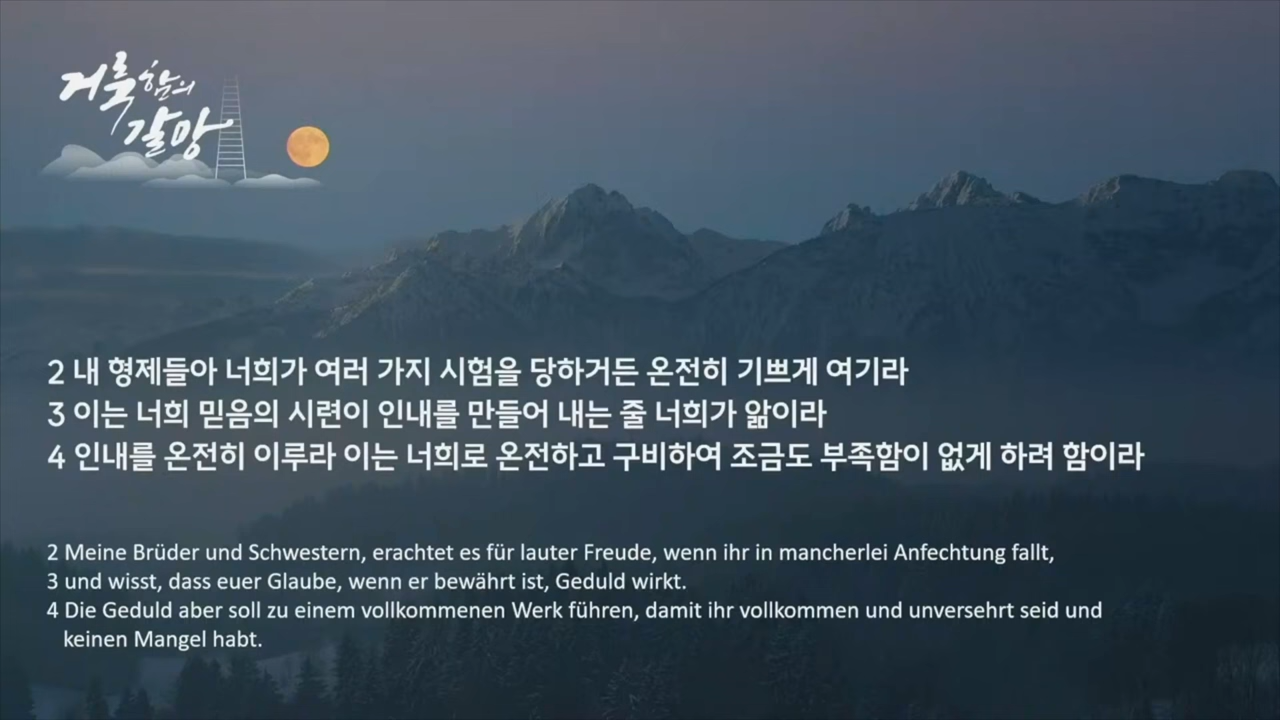 거룩함의
갈망
2 내 형제들아 너희가 여러 가지 시험을 당하거든 온전히 기쁘게 여기라
3 이는 너희 믿음의 시련이 인내를 만들어 내는 줄 너희가 앎이라
4 인내를 온전히 이루라 이는 너희로 온전하고 구비하여 조금도 부족함이 없게 하려 함이라
2 Meine Brüder und Schwestern, erachtet es für lauter Freude, wenn ihr in mancherlei Anfechtung fallt,
3 und wisst, dass euer Glaube, wenn er bewährt ist, Geduld wirkt.
4 Die Geduld aber soll zu einem vollkommenen Werk führen, damit ihr vollkommen und unversehrt seid und
keinen Mangel habt.